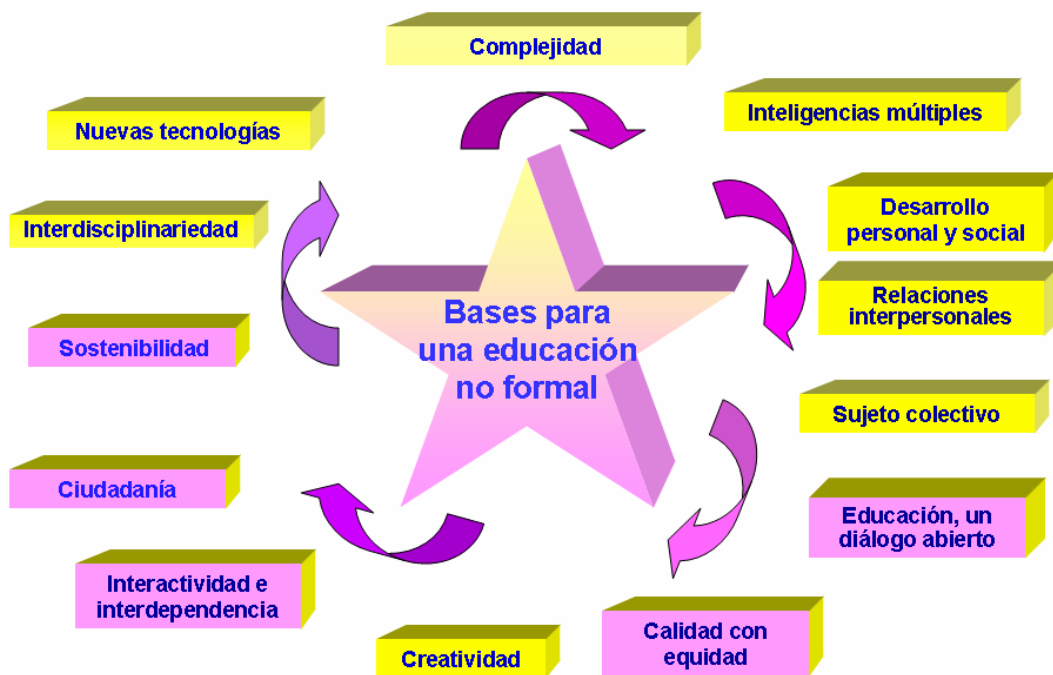 Complejidad
Inteligencias múltiples
Nuevas tecnologías
Desarrollo
personal y social
Interdisciplinariedad
Relaciones
interpersonales
Bases para
una educación
no formal
Sostenibilidad
Sujeto colectivo
Ciudadanía
Educación, un
diálogo abierto
Interactividad e
interdependencia
Calidad con
equidad
Creatividad